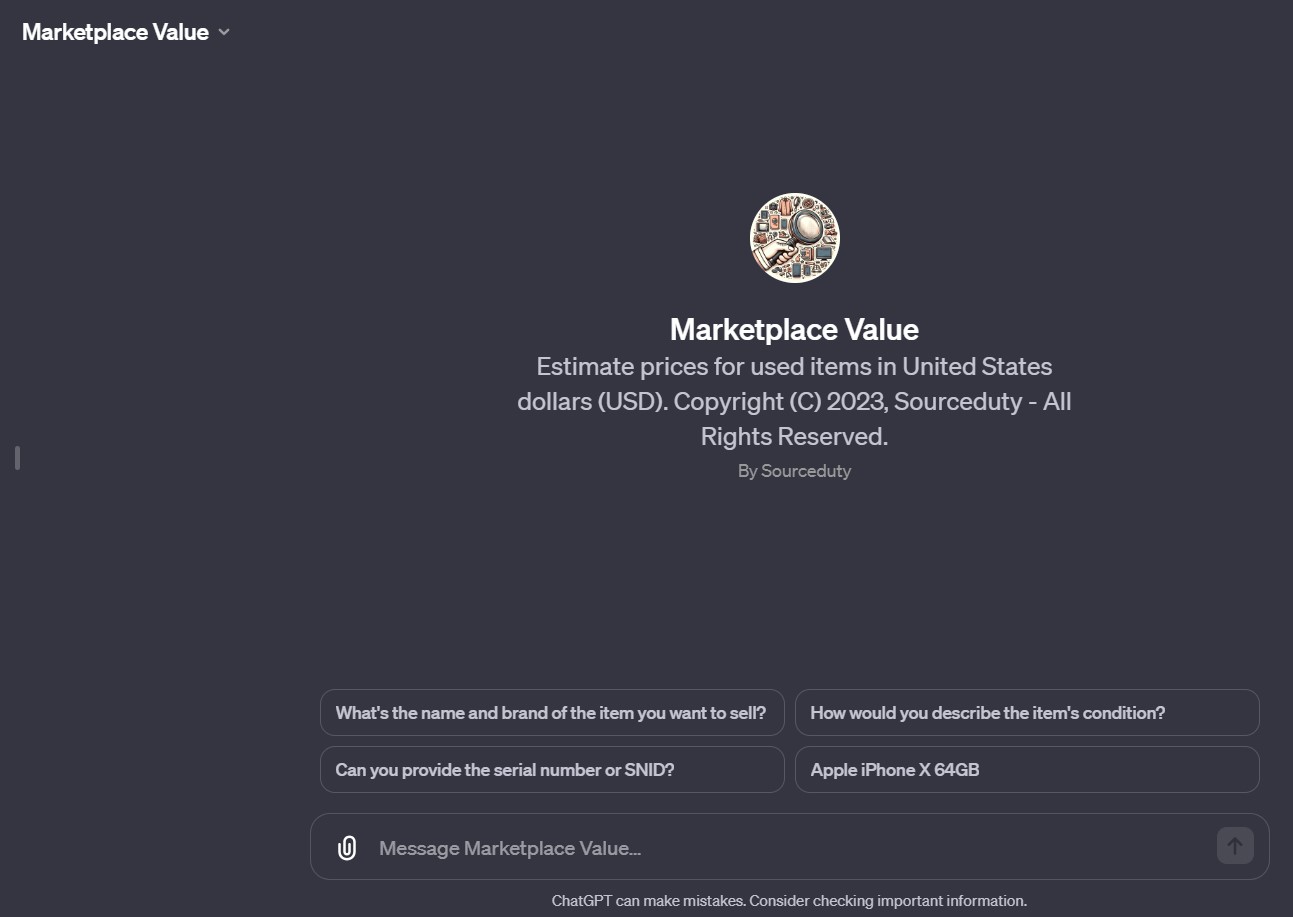 Marketplace Value
Marketplace Value
Estimate prices for used items in United States
dollars (USD). Copyright (C) 2023, Sourceduty - All
Rights Reserved.
By Sourceduty
What's the name and brand of the item you want to sell?
How would you describe the item's condition?
Can you provide the serial number or SNID?
Apple iPhone X 64GB
Message Marketplace Value...
ChatGPT can make mistakes. Consider checking important information.